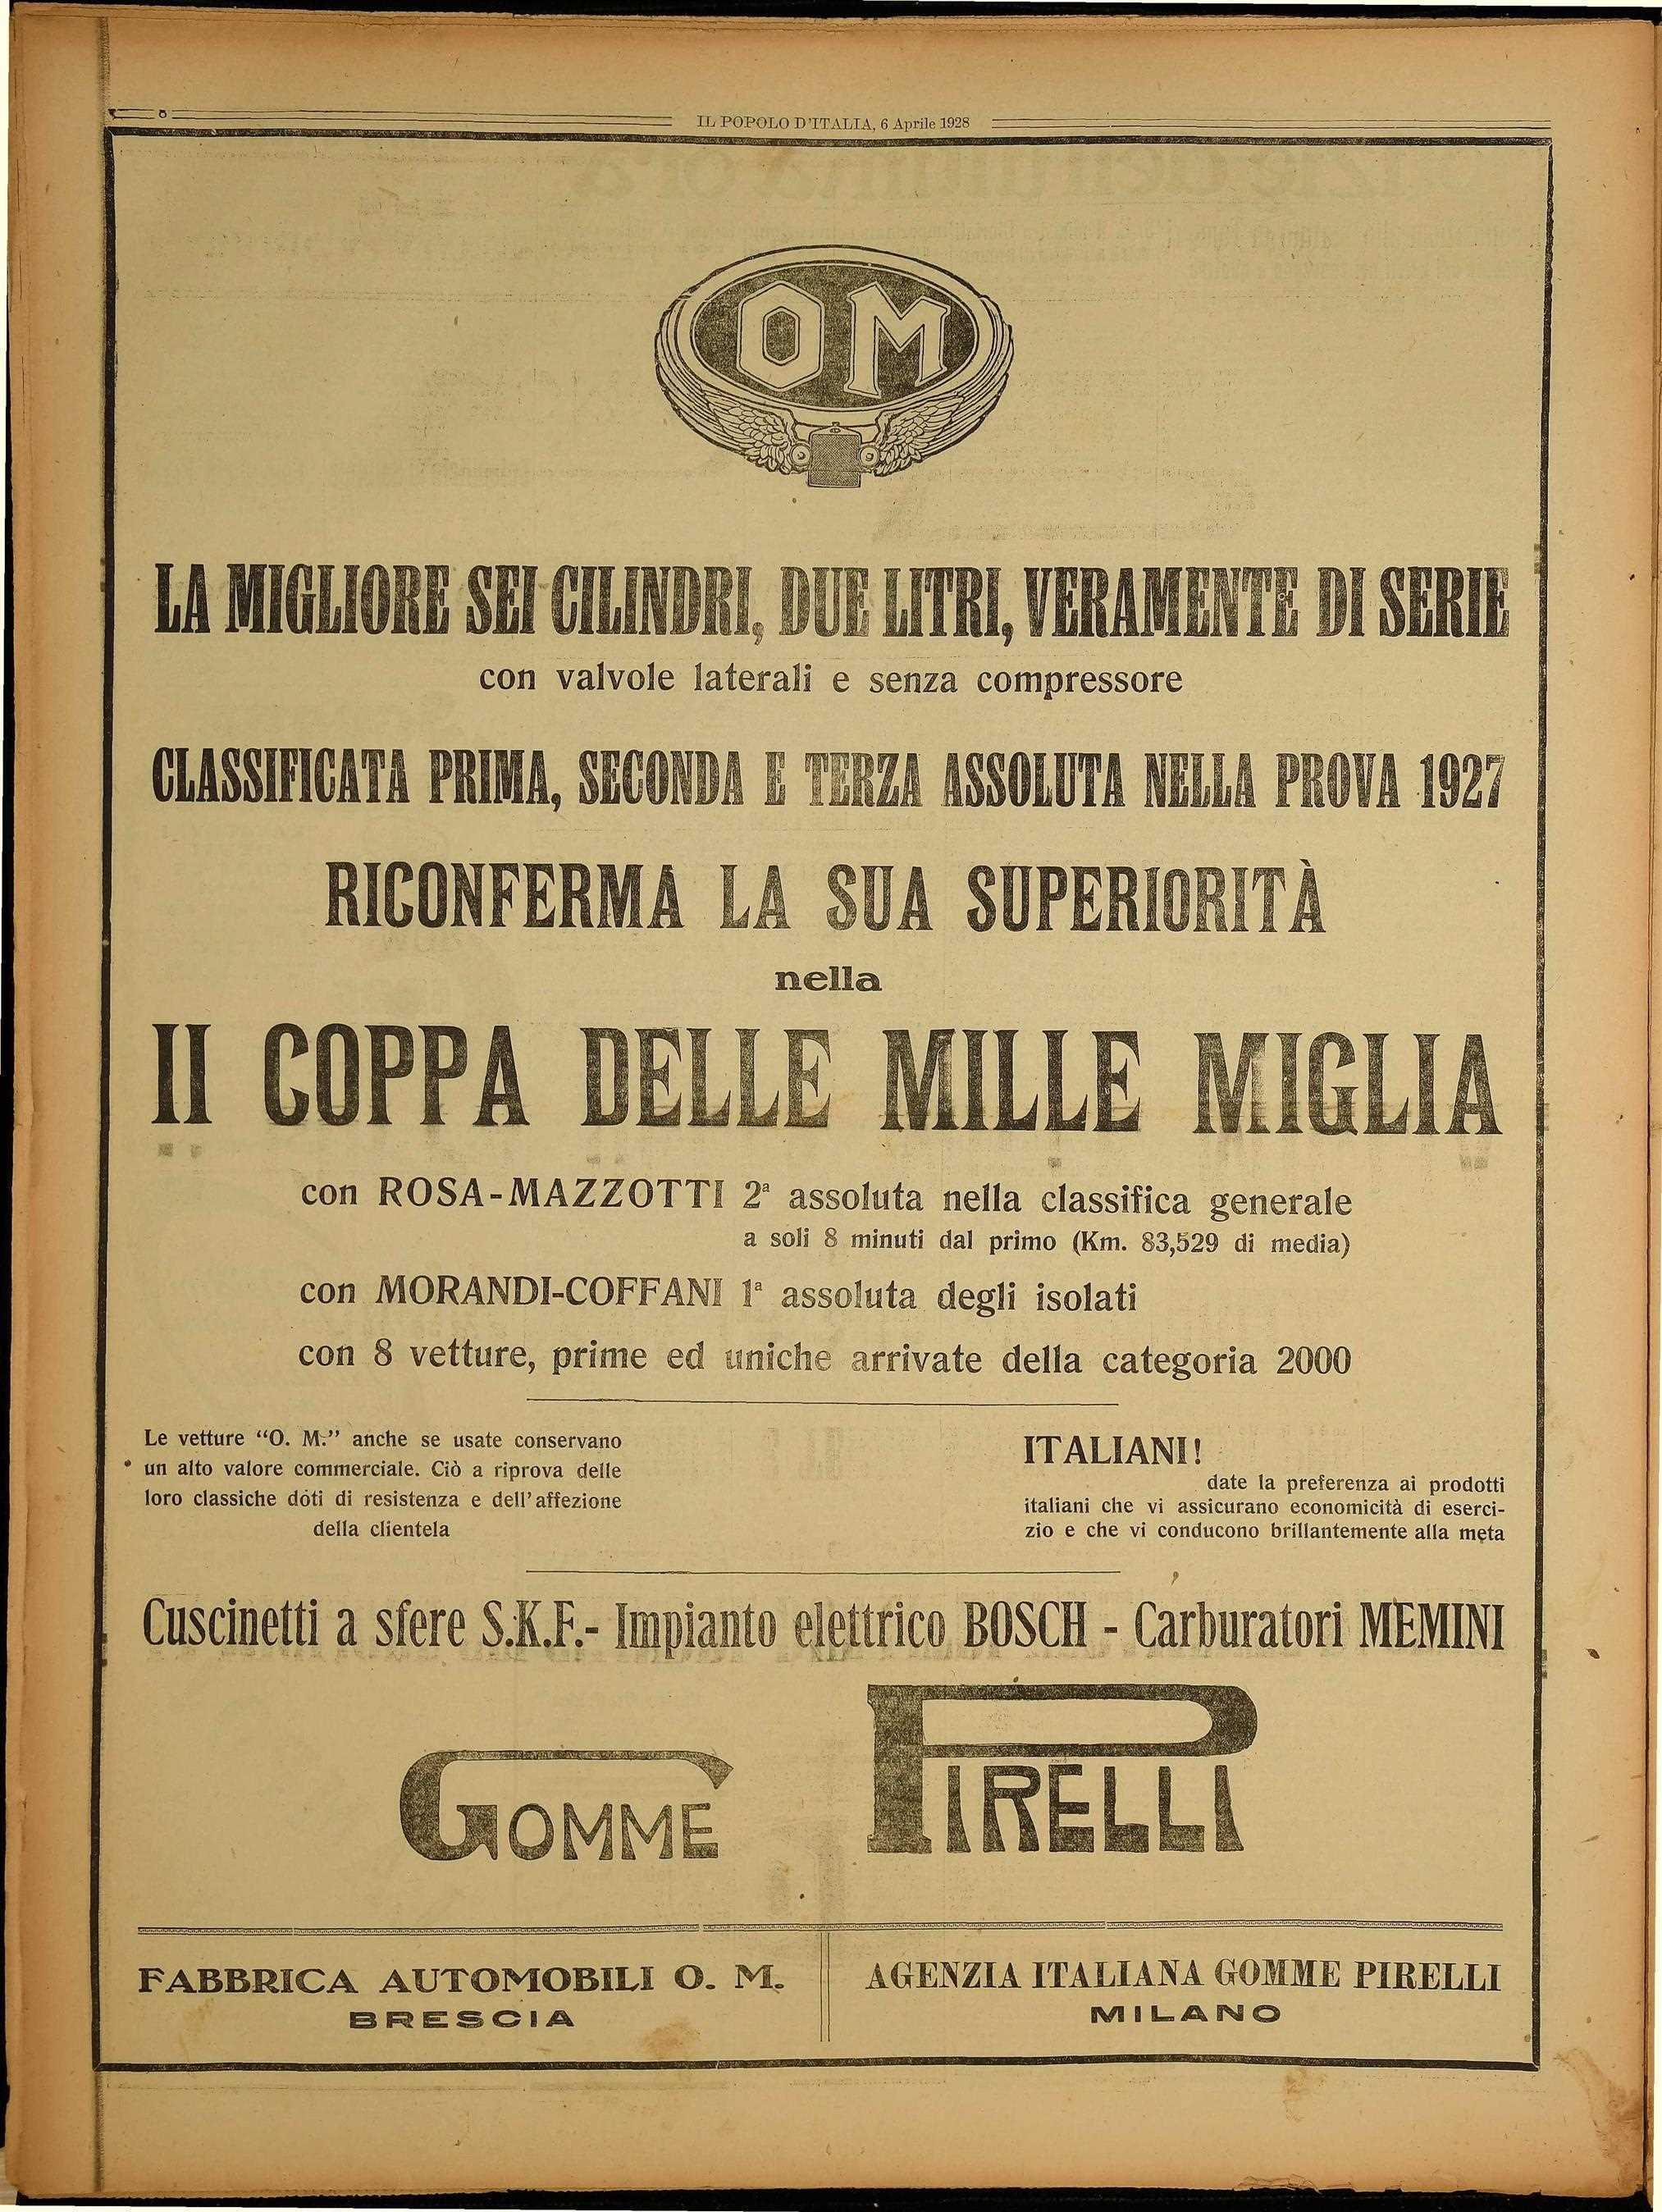 8
IL POPOLO D'ITALIA, 6 Aprile 1928
OM
LA MIGLIORE SEI CILINDRI, DUE LITRI, VERAMENTE DI SERIE
con valvole laterali e senza compressore
CLASSIFICATA PRIMA, SECONDA E TERZA ASSOLUTA NELLA PROVA 1927
RICONFERMA LA SUA SUPERIORITÀ
nella
II COPPA DELLE MILLE MIGLIA
con ROSA-MAZZOTTI 2ª assoluta nella classifica generale
a soli 8 minuti dal primo (Km. 83,529 di media)
con MORANDI-COFFANI 1ª assoluta degli isolati
con 8 vetture, prime ed uniche arrivate della categoria 2000
Le vetture “O. M.” anche se usate conservano
un alto valore commerciale. Ciò a riprova delle
loro classiche doti di resistenza e dell'affezione
della clientela
ITALIANI!
date la preferenza ai prodotti
italiani che vi assicurano economicità di eserci-
zio e che vi conducono brillantemente alla meta
Cuscinetti a sfere S.K.F. - Impianto elettrico BOSCH - Carburatori MEMINI
GOMME PIRELLI
FABBRICA AUTOMOBILI O. M.
BRESCIA
AGENZIA ITALIANA GOMME PIRELLI
MILANO